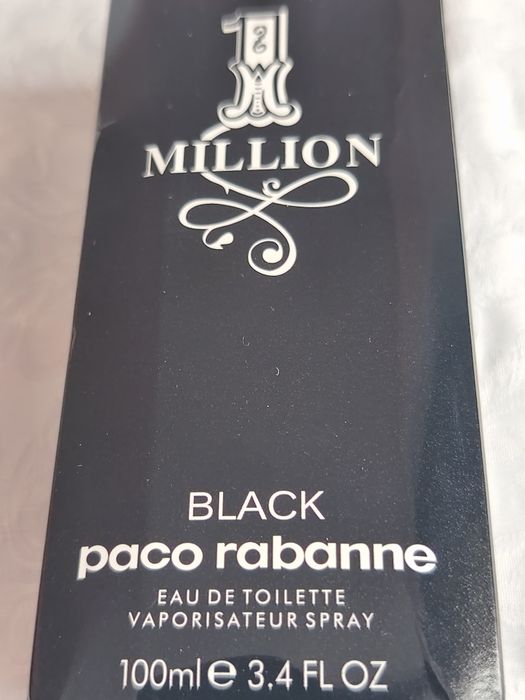 1
MILLION
BLACK
paco rabanne
EAU DE TOILETTE
VAPORISATEUR SPRAY
100ml e 3.4 FL OZ